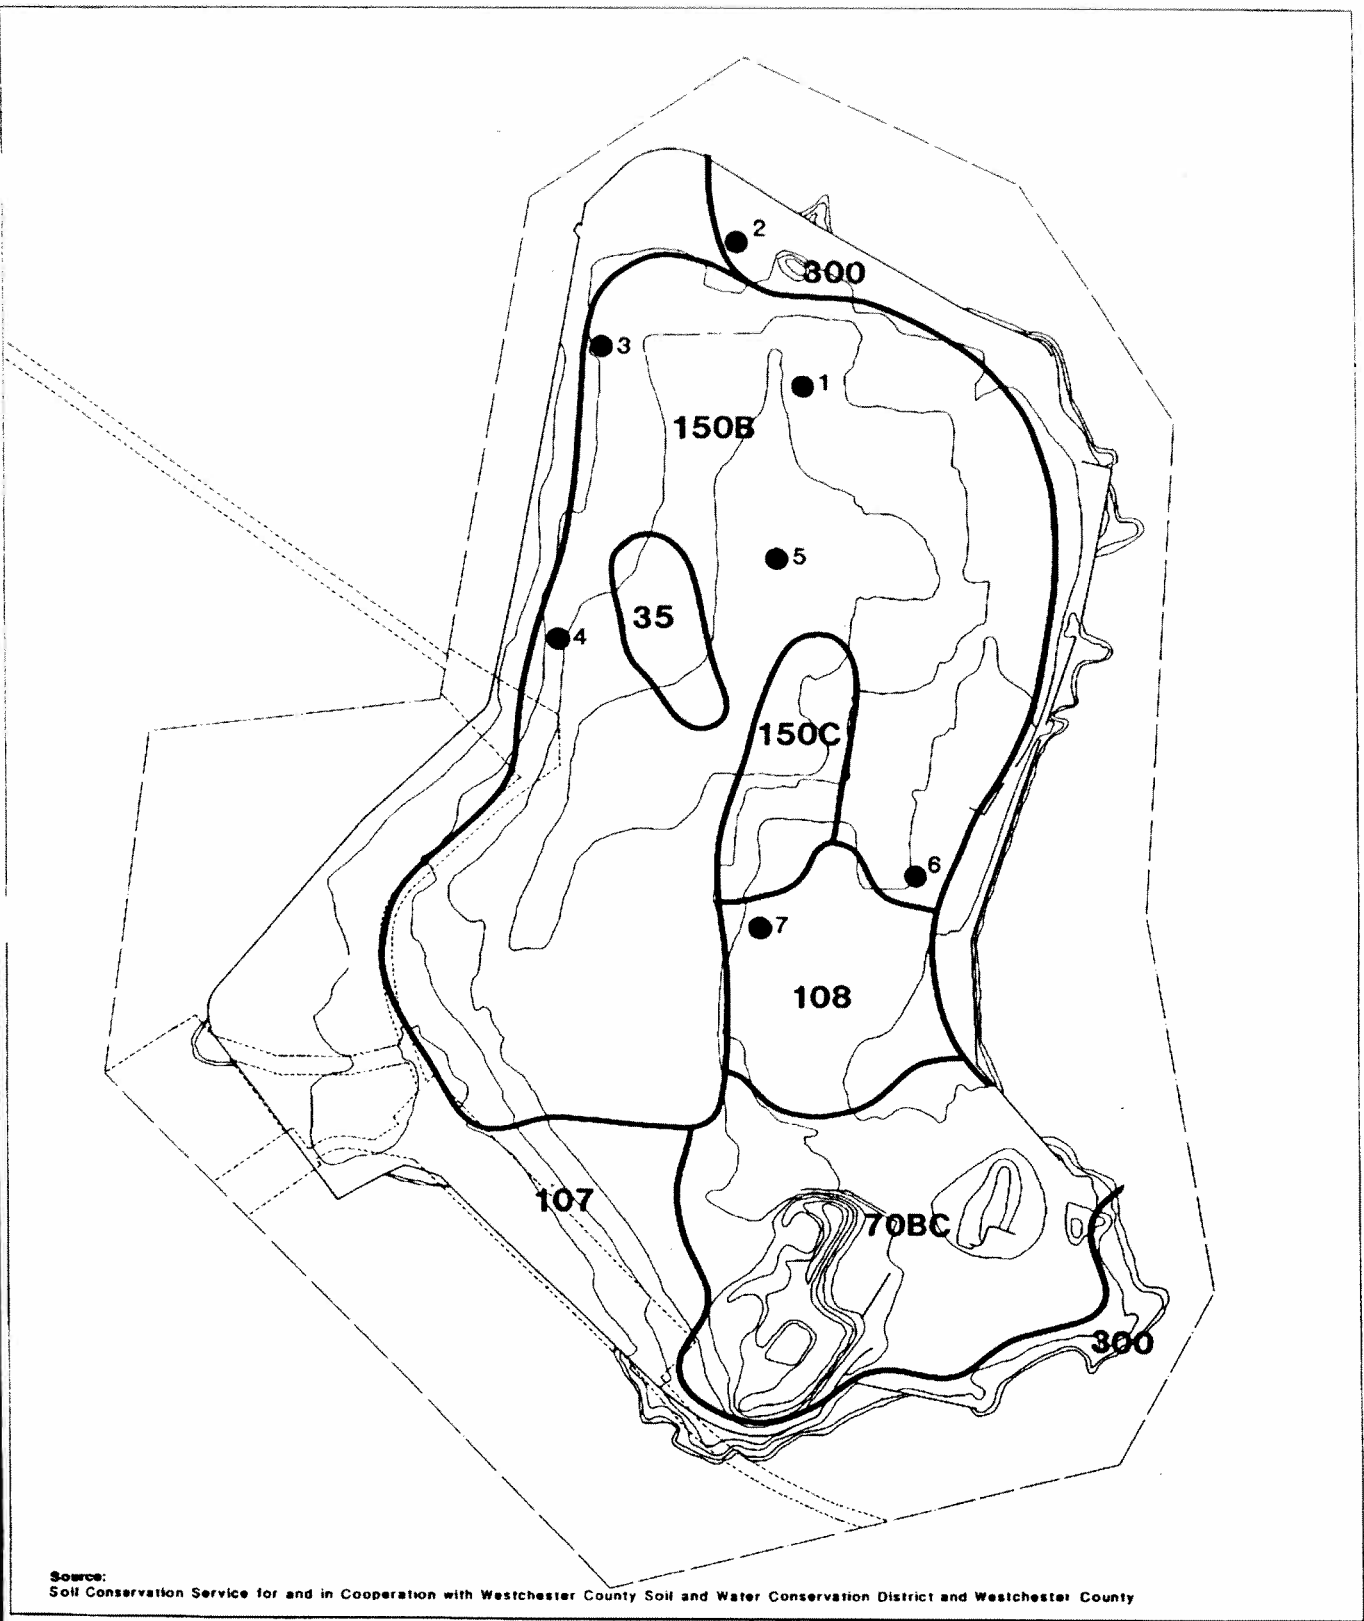 2
300
3
1
150B
5
35
4
150C
6
7
108
107
70BC
300
Source:
Soil Conservation Service for and in Cooperation with Westchester County Soil and Water Conservation District and Westchester County